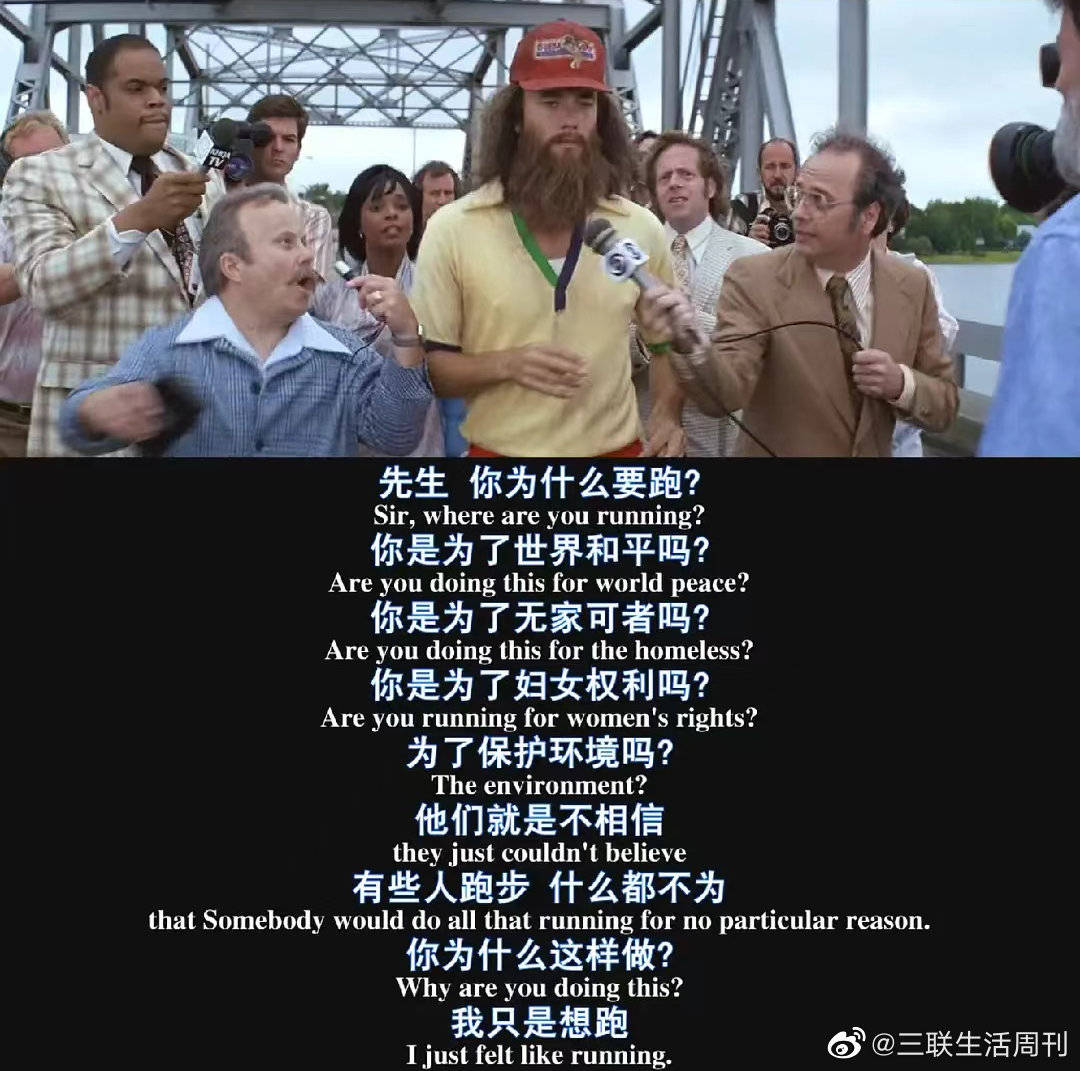 KHOA
TV
先生 你为什么要跑?
Sir, where are you running?
你是为了世界和平吗?
Are you doing this for world peace?
你是为了无家可者吗?
Are you doing this for the homeless?
你是为了妇女权利吗?
Are you running for women's rights?
为了保护环境吗?
The environment?
他们就是不相信
they just couldn't believe
有些人跑步 什么都不为
that Somebody would do all that running for no particular reason.
你为什么这样做?
Why are you doing this?
我只是想跑
I just felt like running.
@三联生活周刊